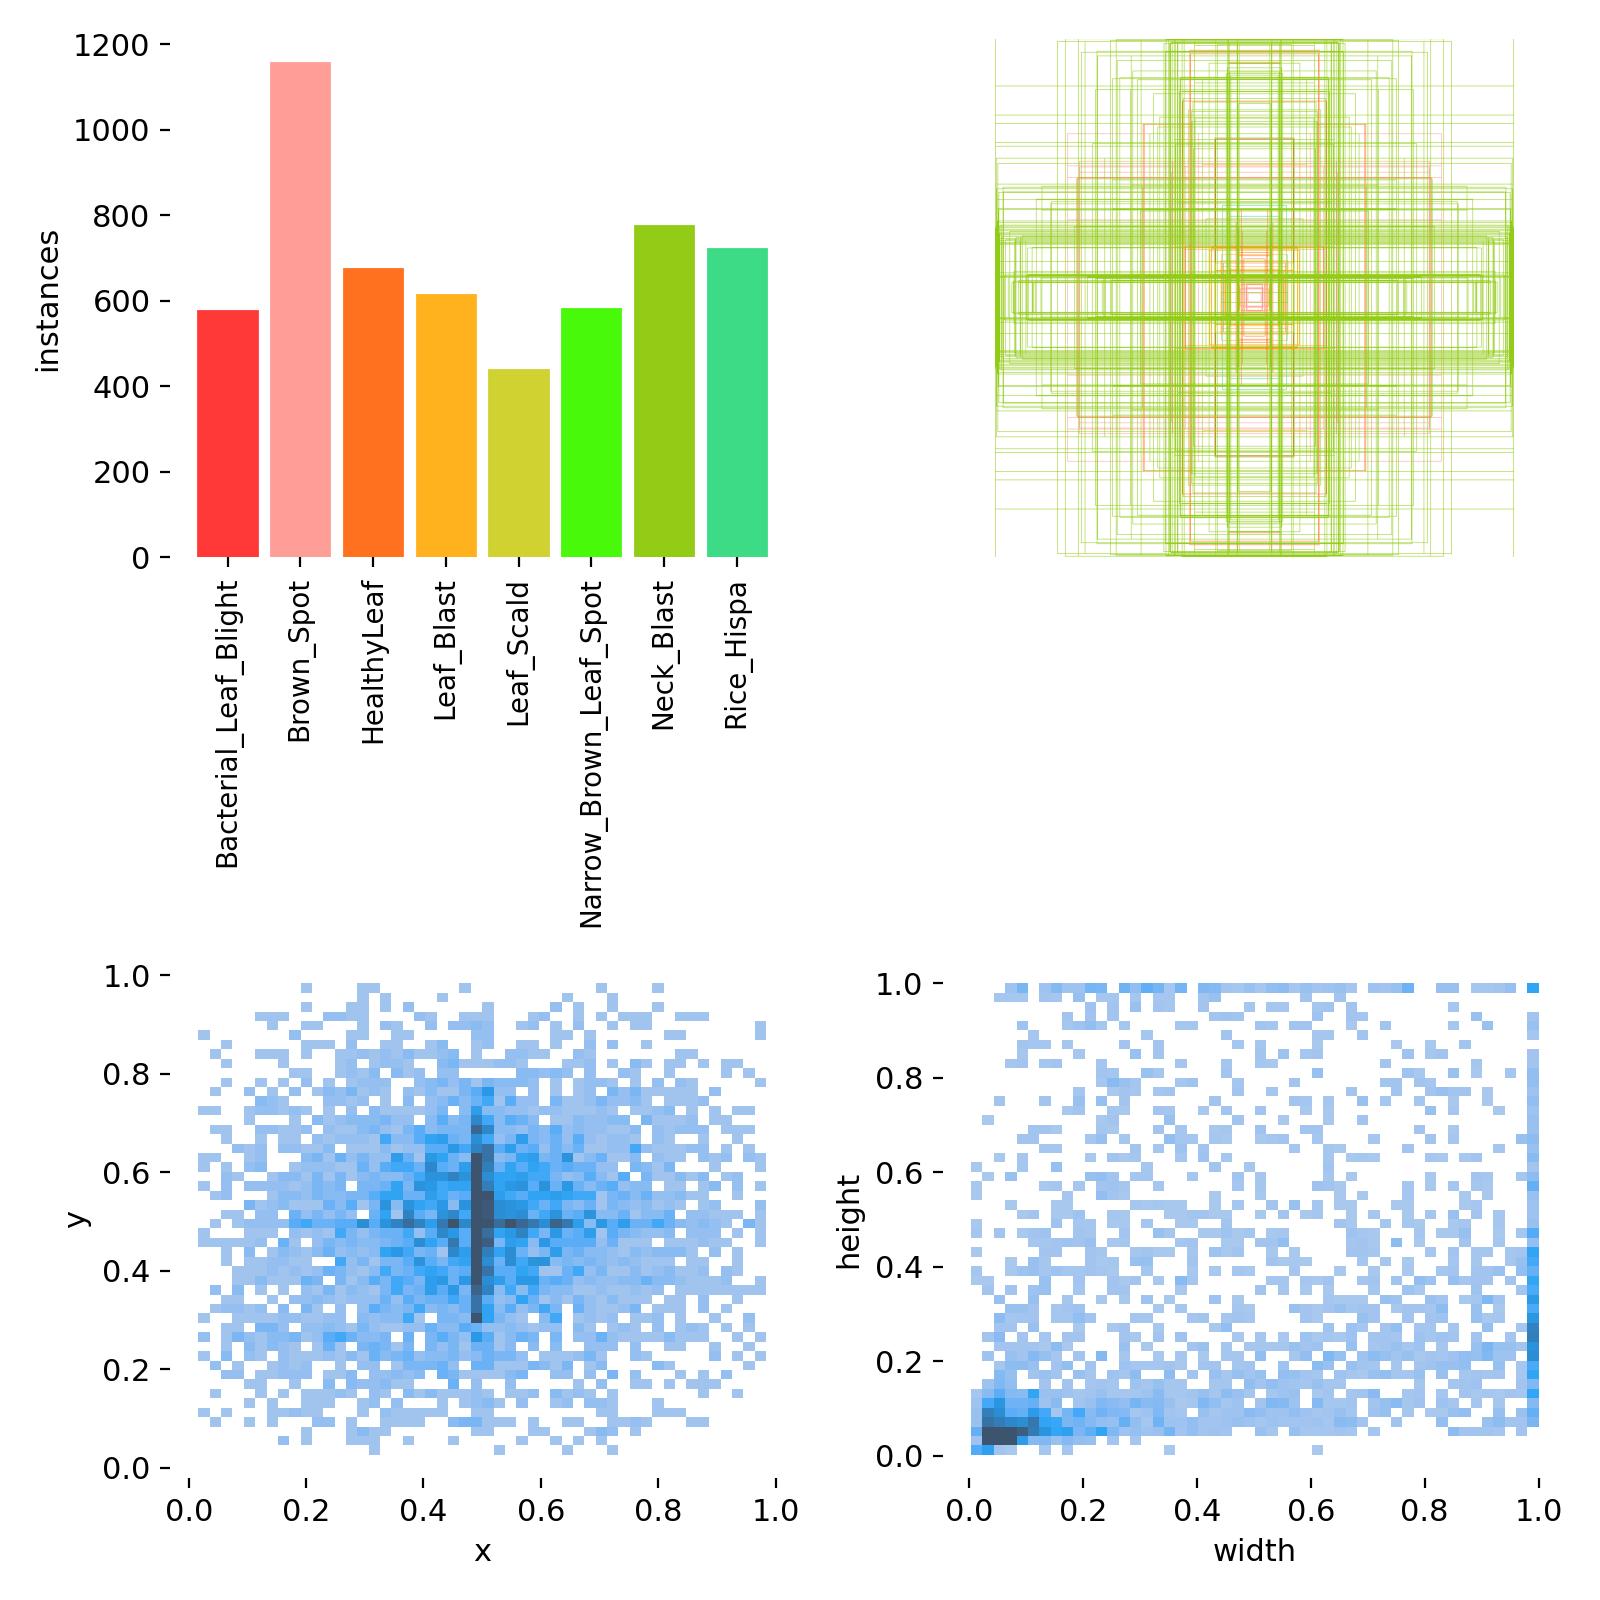 1200
1000
800
600
400
200
0
instances
Bacterial_Leaf_Blight
Brown_Spot
HealthyLeaf
Leaf_Blast
Leaf_Scald
Narrow_Brown_Leaf_Spot
Neck_Blast
Rice_Hispa
1.0
0.8
0.6
0.4
0.2
0.0
y
0.0 0.2 0.4 0.6 0.8 1.0
x
1.0
0.8
0.6
0.4
0.2
0.0
height
0.0 0.2 0.4 0.6 0.8 1.0
width